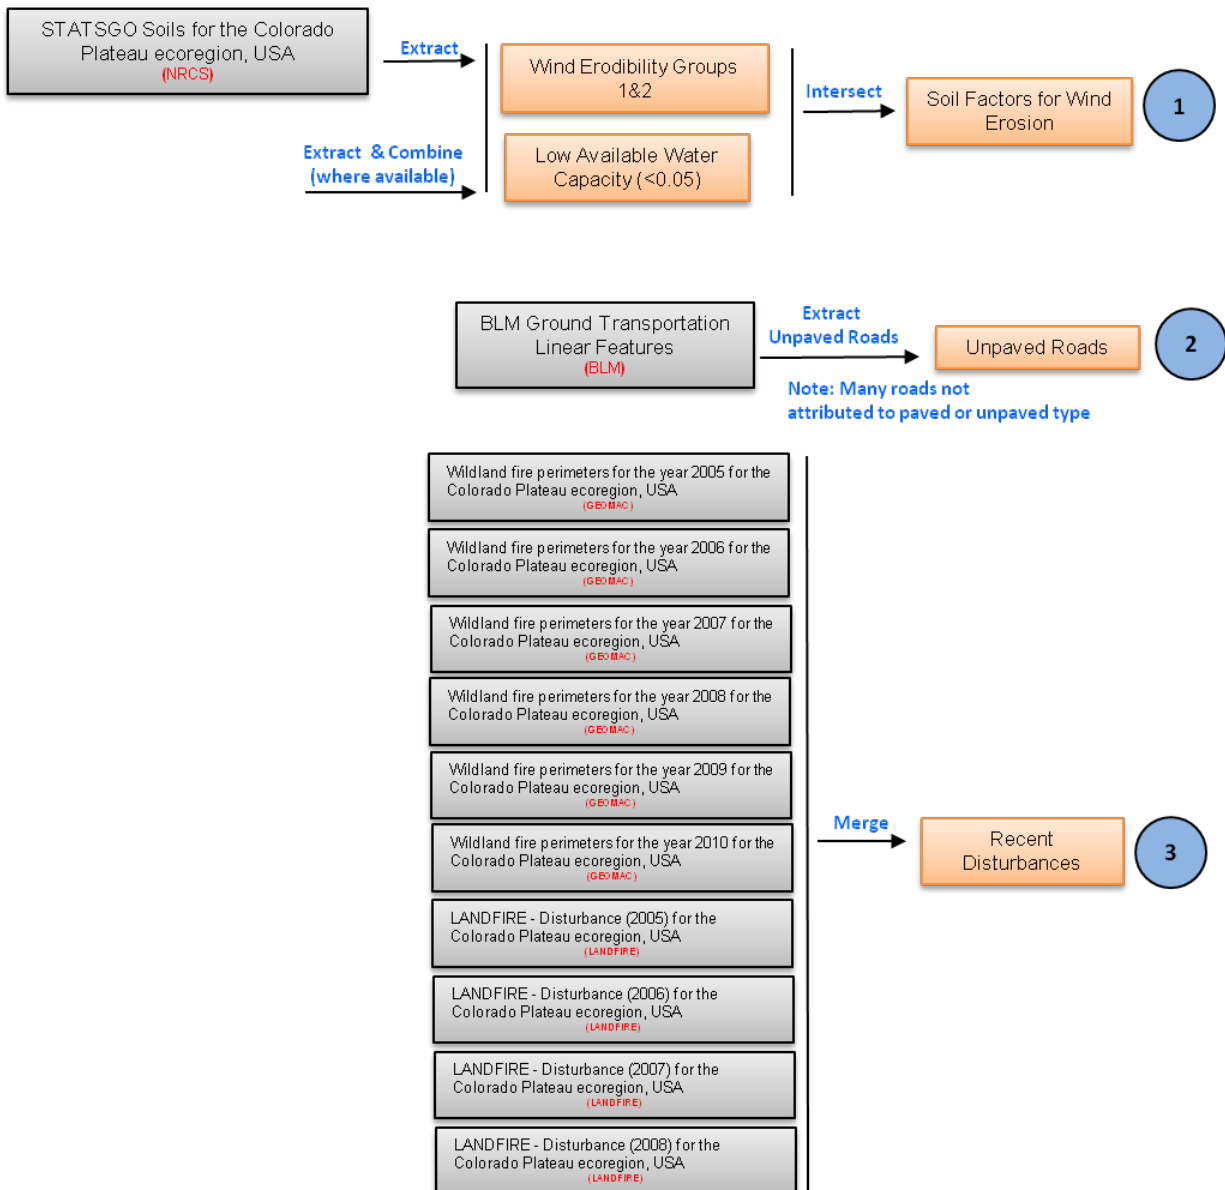 STATSGO Soils for the Colorado
Plateau ecoregion, USA
(NRCS)
Extract
Wind Erodibility Groups
1&2
Intersect
Soil Factors for Wind
Erosion
1
Extract & Combine
(where available)
Low Available Water
Capacity (<0.05)
BLM Ground Transportation
Linear Features
(BLM)
Extract
Unpaved Roads
Unpaved Roads
2
Note: Many roads not
attributed to paved or unpaved type
Wildland fire perimeters for the year 2005 for the
Colorado Plateau ecoregion, USA
(GEOMAC)
Wildland fire perimeters for the year 2006 for the
Colorado Plateau ecoregion, USA
(GEOMAC)
Wildland fire perimeters for the year 2007 for the
Colorado Plateau ecoregion, USA
(GEOMAC)
Wildland fire perimeters for the year 2008 for the
Colorado Plateau ecoregion, USA
(GEOMAC)
Wildland fire perimeters for the year 2009 for the
Colorado Plateau ecoregion, USA
(GEOMAC)
Wildland fire perimeters for the year 2010 for the
Colorado Plateau ecoregion, USA
(GEOMAC)
LANDFIRE - Disturbance (2005) for the
Colorado Plateau ecoregion, USA
(LANDFIRE)
LANDFIRE - Disturbance (2006) for the
Colorado Plateau ecoregion, USA
(LANDFIRE)
LANDFIRE - Disturbance (2007) for the
Colorado Plateau ecoregion, USA
(LANDFIRE)
LANDFIRE - Disturbance (2008) for the
Colorado Plateau ecoregion, USA
(LANDFIRE)
Merge
Recent
Disturbances
3